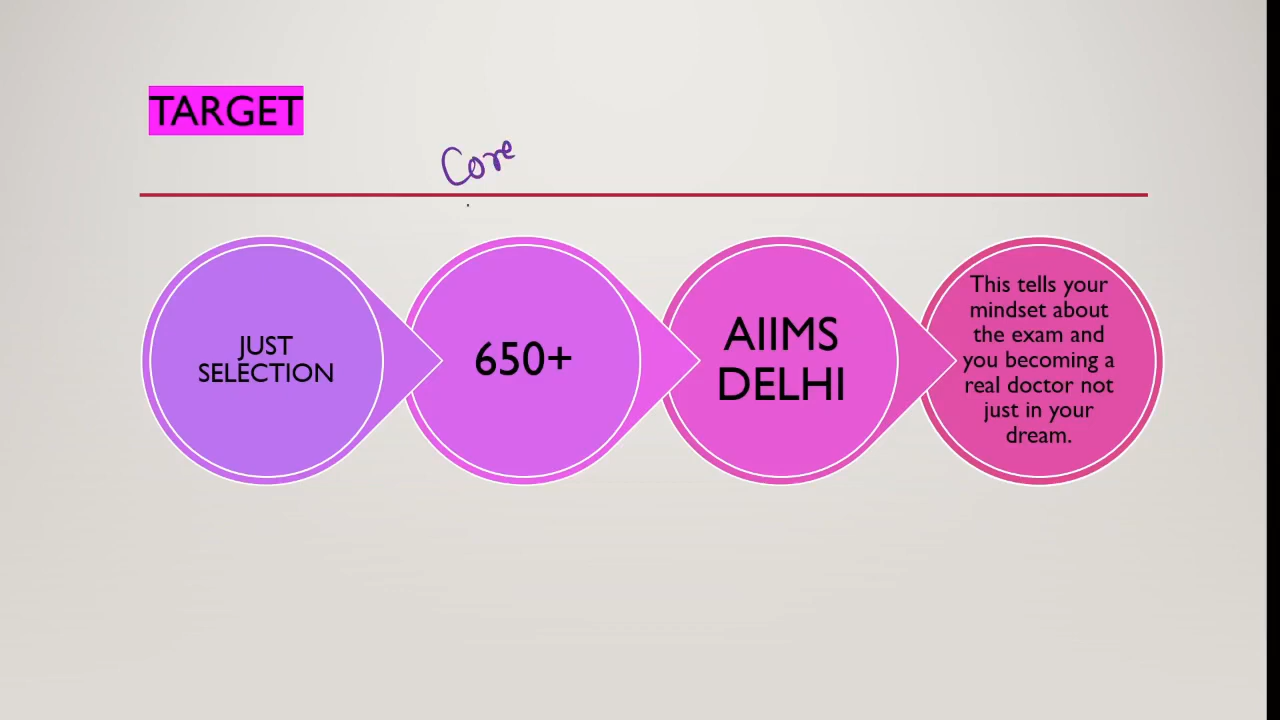 TARGET
Core
JUST
SELECTION
650+
AIIMS
DELHI
This tells your
mindset about
the exam and
you becoming a
real doctor not
just in your
dream.